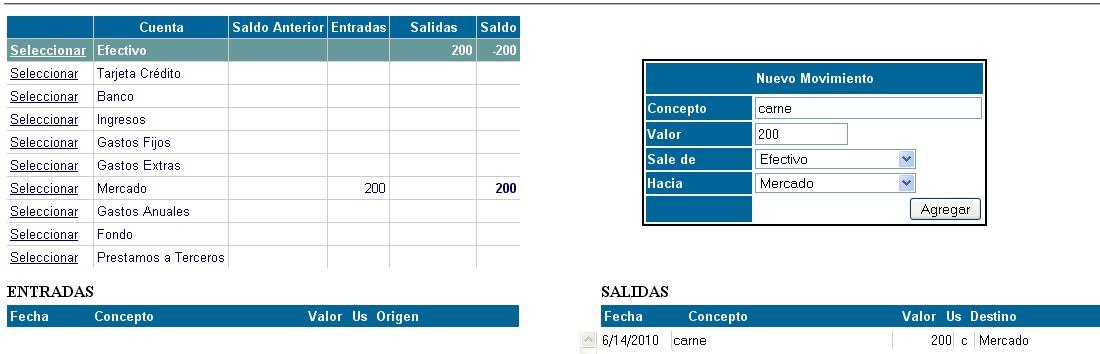 Cuenta Saldo Anterior Entradas Salidas Saldo
Seleccionar Efectivo 200 -200
Seleccionar Tarjeta Crédito
Seleccionar Banco
Seleccionar Ingresos
Seleccionar Gastos Fijos
Seleccionar Gastos Extras
Seleccionar Mercado 200 200
Seleccionar Gastos Anuales
Seleccionar Fondo
Seleccionar Prestamos a Terceros
Nuevo Movimiento
Concepto carne
Valor 200
Sale de Efectivo
Hacia Mercado
Agregar
ENTRADAS
Fecha Concepto Valor Us Origen
SALIDAS
Fecha Concepto Valor Us Destino
6/14/2010 carne 200 c Mercado